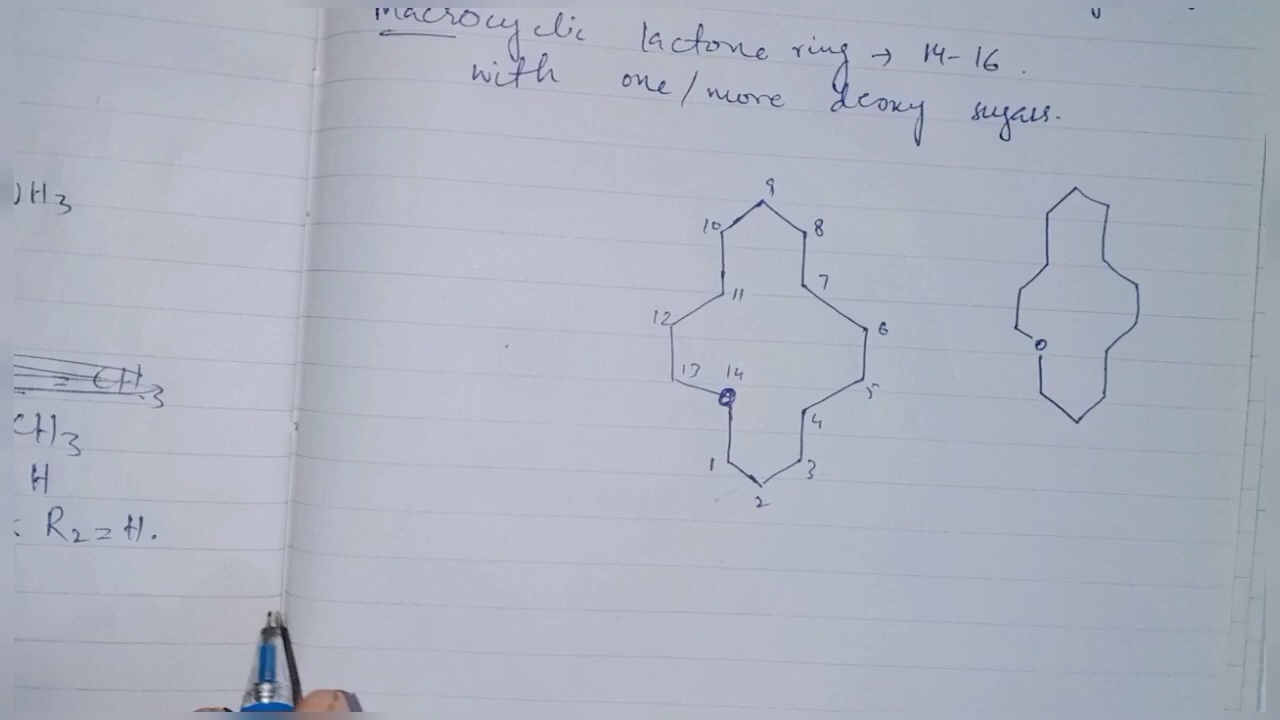 Macrocyclic lactone ring → 14-16.
with one/more deoxy sugars.
9
10
8
11
7
12
6
13
14
5
4
1
3
2
O
H3
= CH3
CH3
H
: R2 = H.